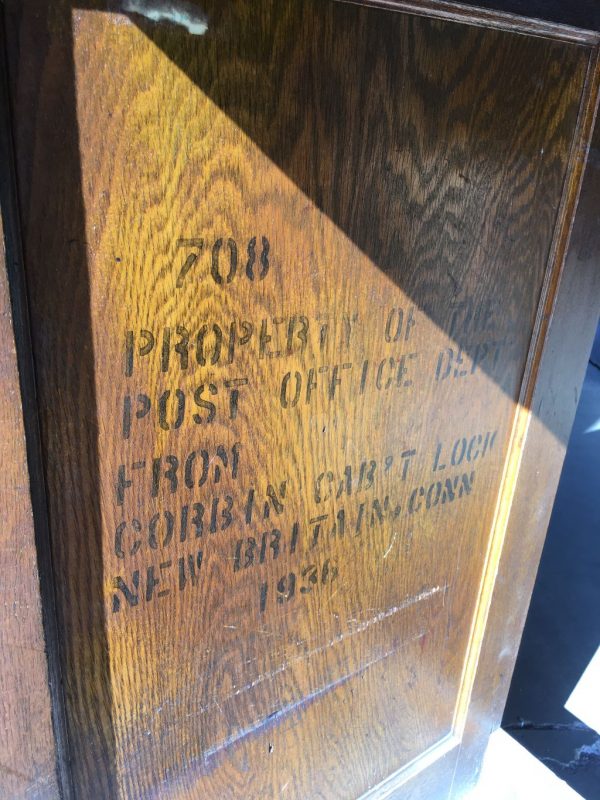 708
PROPERTY OF THE
POST OFFICE DEPT.
FROM
CORBIN CAB'T LOCK
NEW BRITAIN, CONN
1936